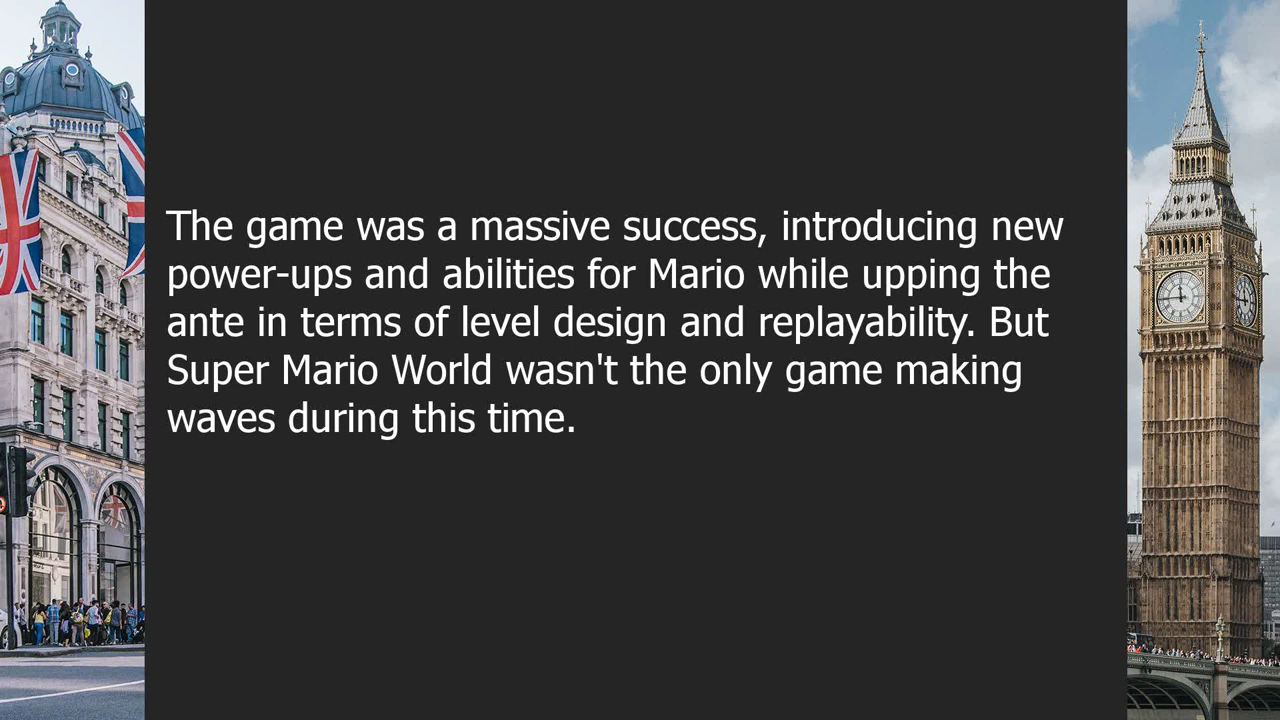 The game was a massive success, introducing new
power-ups and abilities for Mario while upping the
ante in terms of level design and replayability. But
Super Mario World wasn't the only game making
waves during this time.